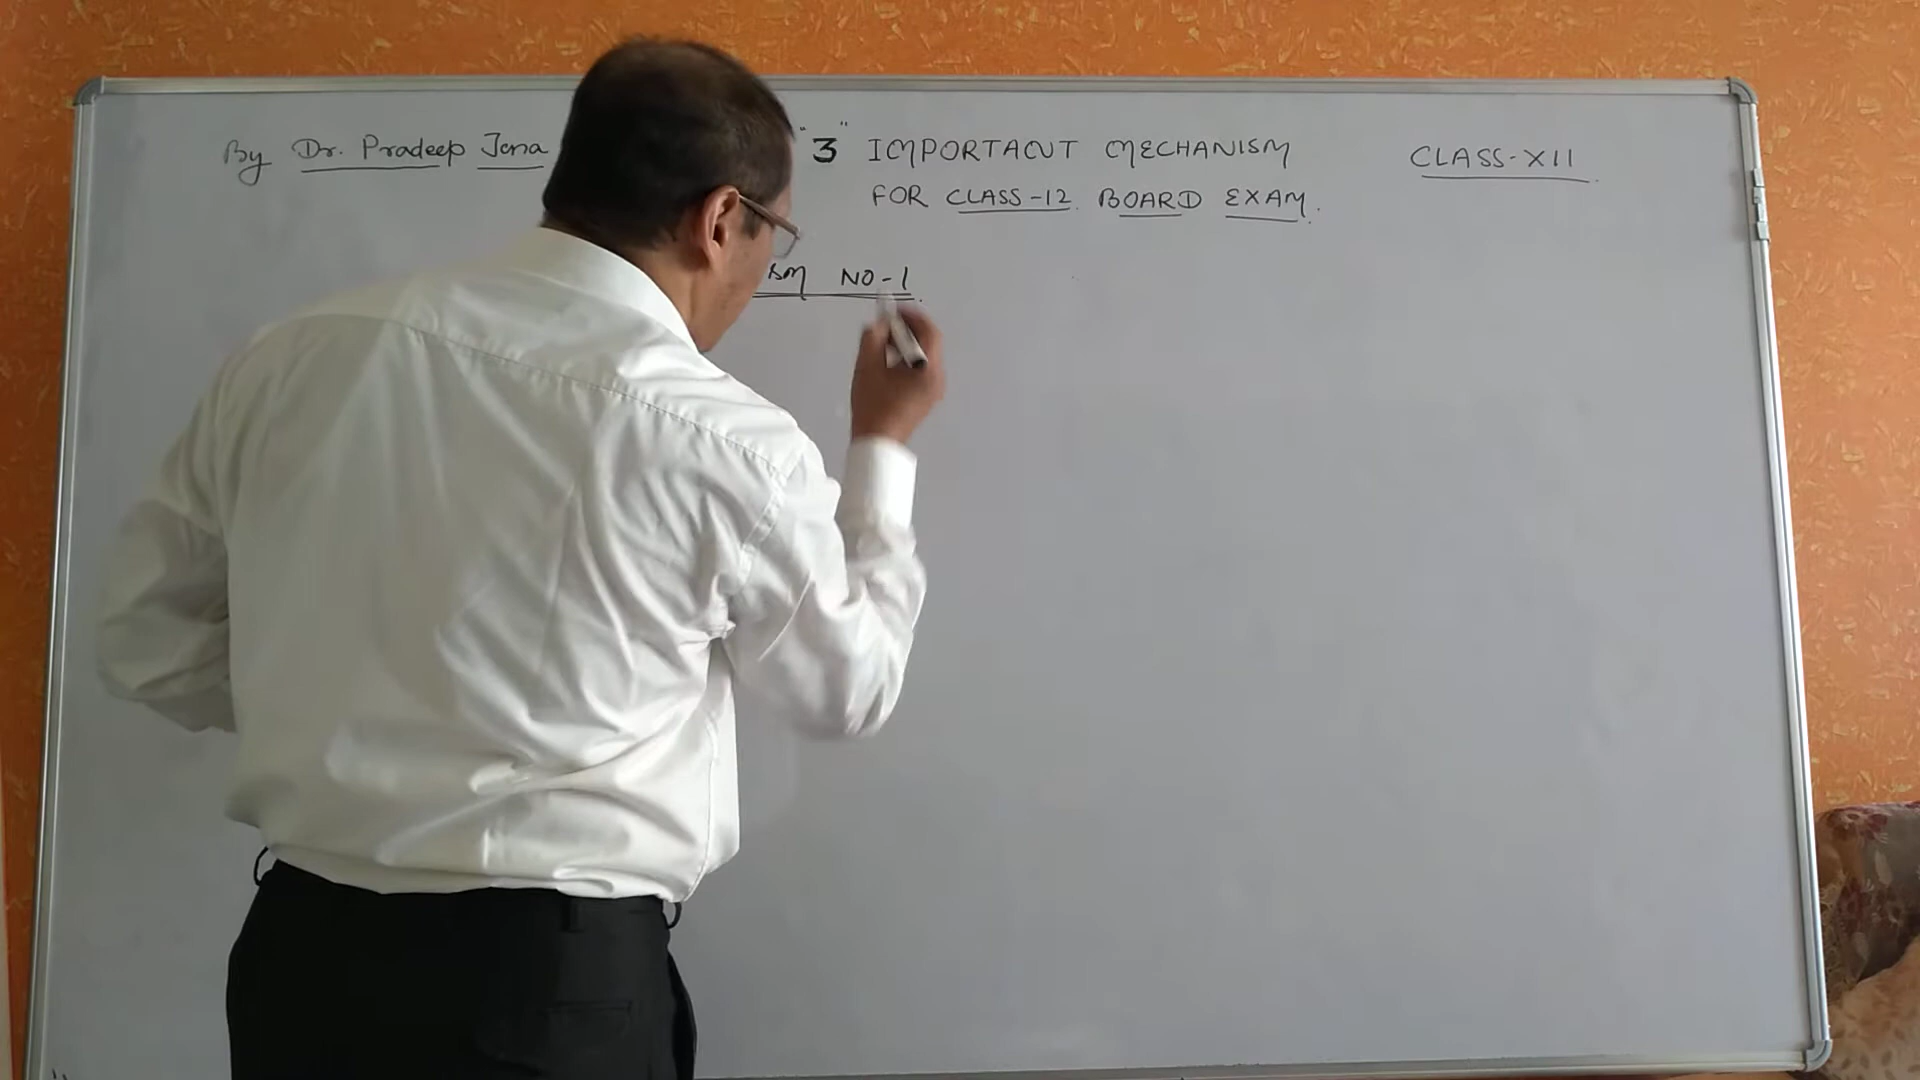 By Dr. Pradeep Jena "3" IMPORTANT MECHANISM CLASS-XII
FOR CLASS-12 BOARD EXAM.
NO-1